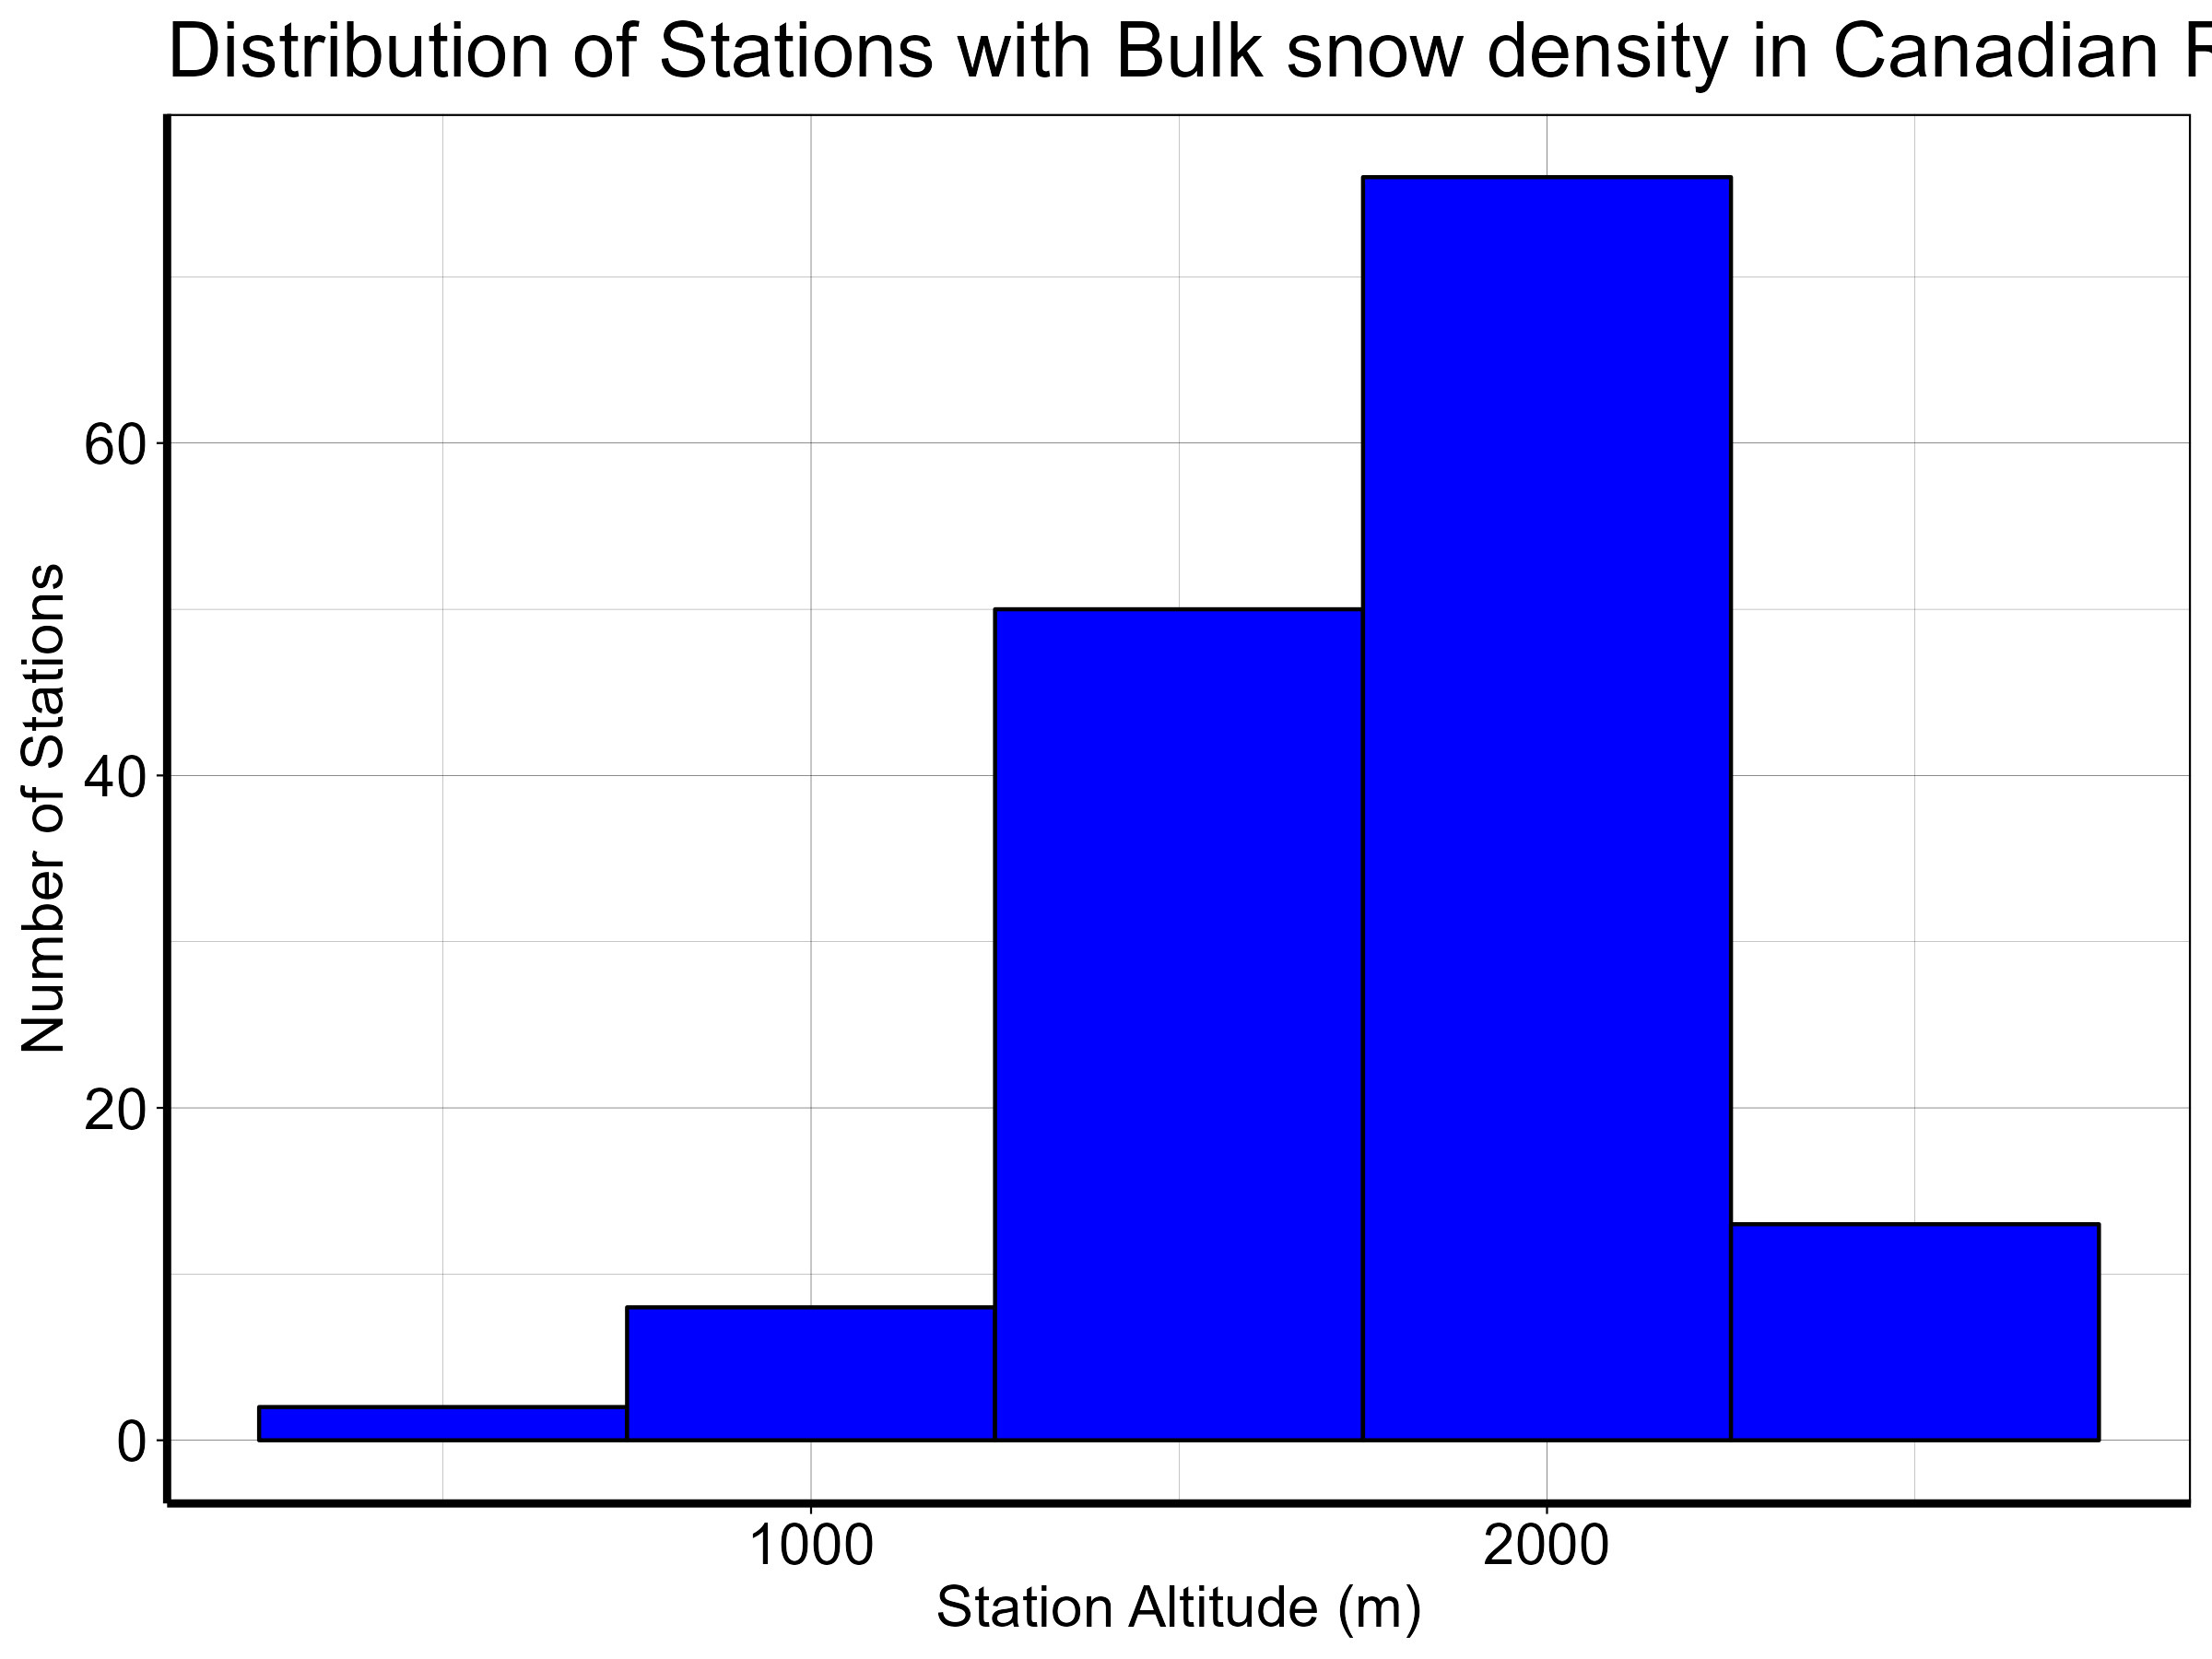 Distribution of Stations with Bulk snow density in Canadian
Number of Stations
60
40
20
0
1000
2000
Station Altitude (m)